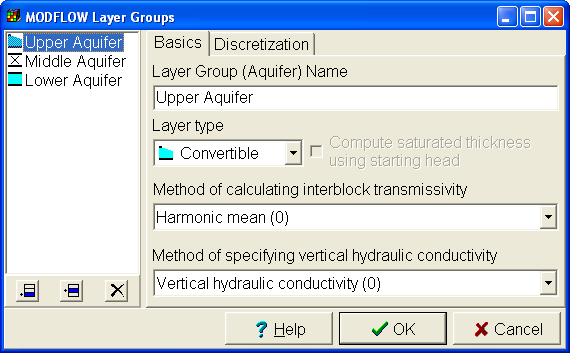 MODFLOW Layer Groups
Upper Aquifer
Middle Aquifer
Lower Aquifer
Basics
Discretization
Layer Group (Aquifer) Name
Upper Aquifer
Layer type
Convertible
Compute saturated thickness
using starting head
Method of calculating interblock transmissivity
Harmonic mean (0)
Method of specifying vertical hydraulic conductivity
Vertical hydraulic conductivity (0)
? Help
OK
Cancel